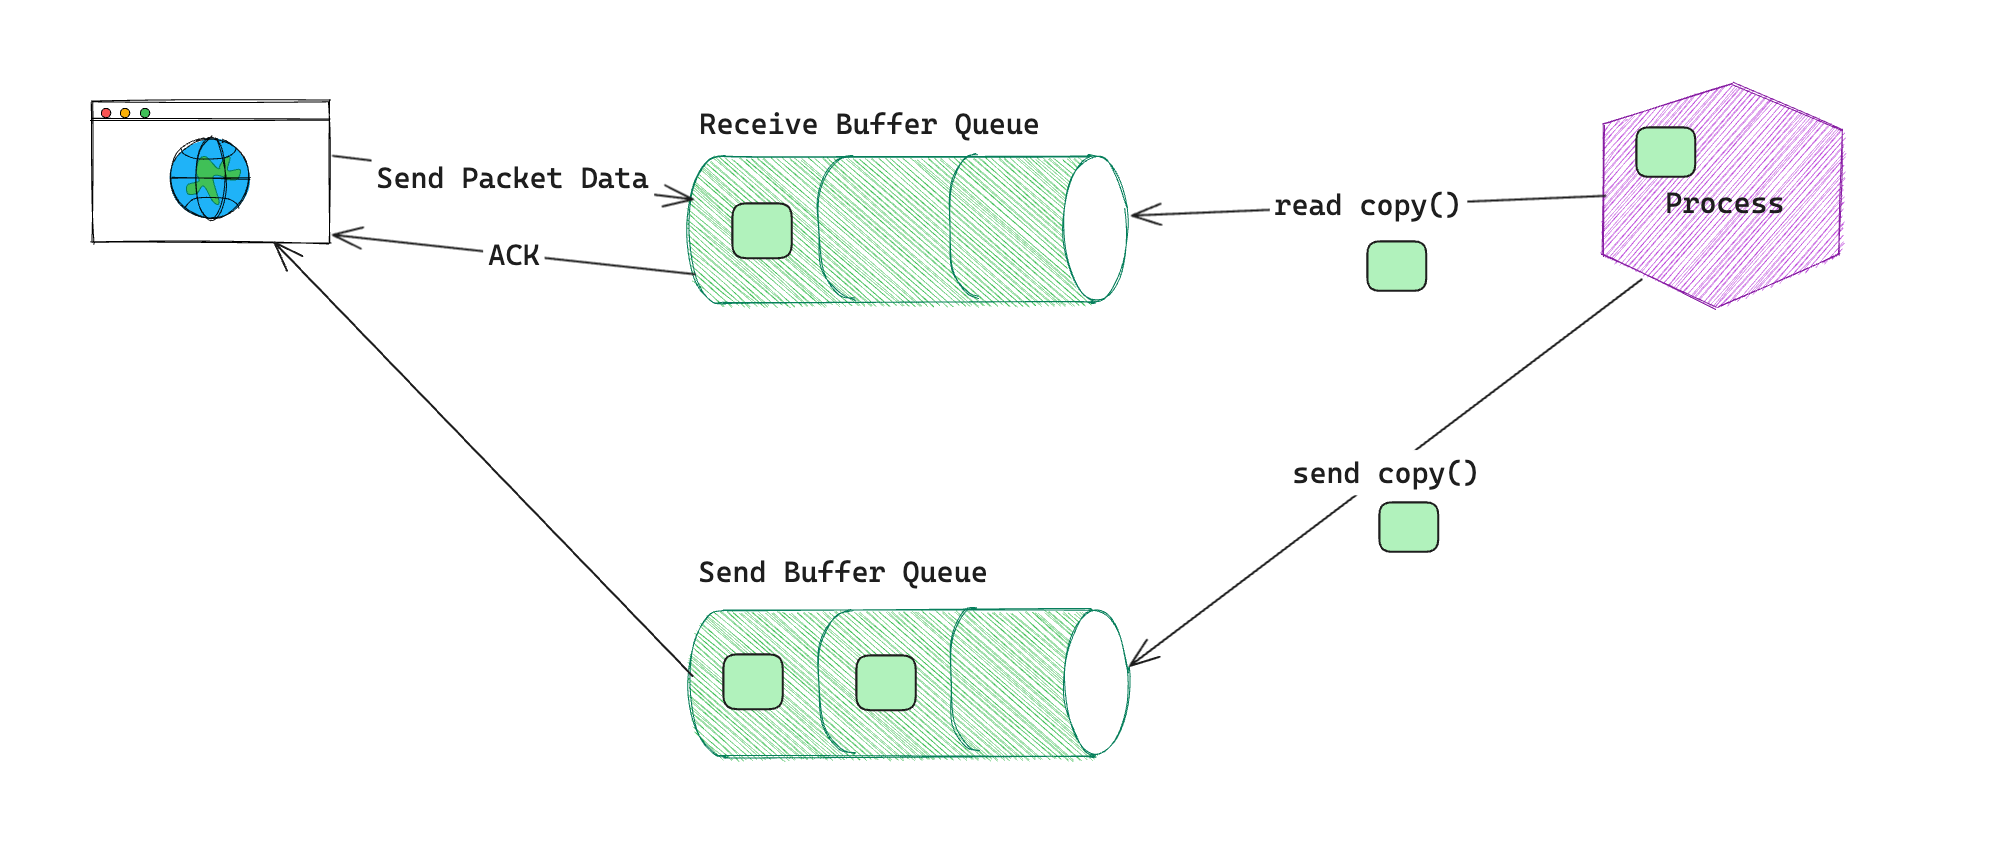 Receive Buffer Queue
Send Packet Data
read copy()
Process
ACK
send copy()
Send Buffer Queue